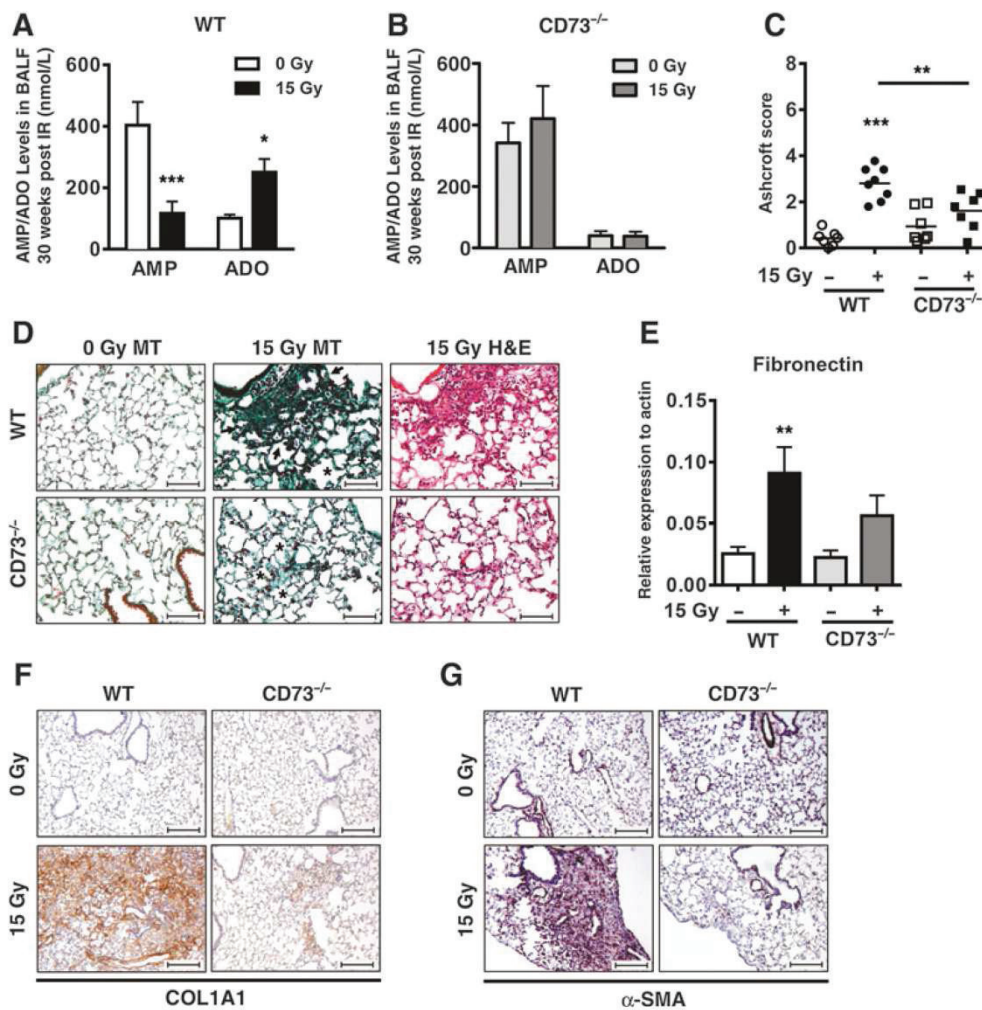 A
WT
AMP/ADO Levels in BALF
30 weeks post IR (nmol/L)
600
400
200
0
0 Gy
15 Gy
***
*
AMP
ADO
B
CD73−/−
AMP/ADO Levels in BALF
30 weeks post IR (nmol/L)
600
400
200
0
0 Gy
15 Gy
AMP
ADO
C
Ashcroft score
8
6
4
2
0
**
***
15 Gy
−
+
−
+
WT
CD73−/−
D
0 Gy MT
15 Gy MT
15 Gy H&E
WT
*
CD73−/−
*
*
*
E
Fibronectin
Relative expression to actin
0.15
0.10
0.05
0.00
**
15 Gy
−
+
−
+
WT
CD73−/−
F
WT
CD73−/−
0 Gy
15 Gy
COL1A1
G
WT
CD73−/−
0 Gy
15 Gy
α-SMA